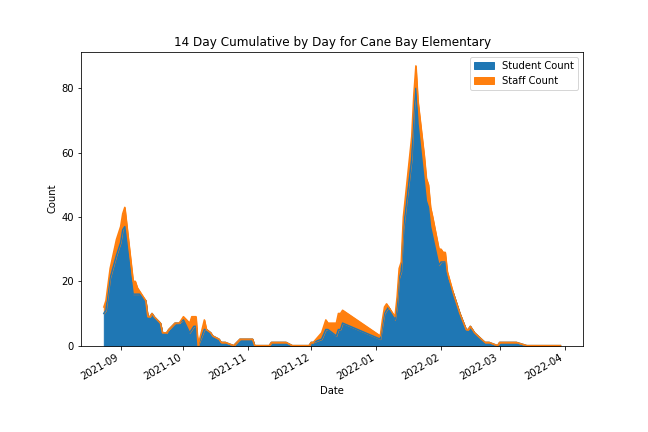 14 Day Cumulative by Day for Cane Bay Elementary
Student Count
Staff Count
80
60
40
20
0
Count
2021-09
2021-10
2021-11
2021-12
2022-01
2022-02
2022-03
2022-04
Date